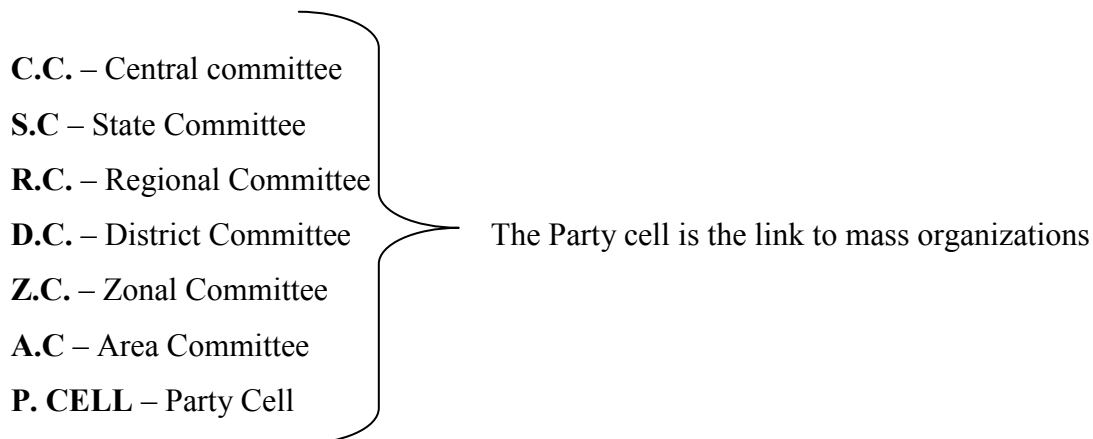 C.C. – Central committee
S.C – State Committee
R.C. – Regional Committee
D.C. – District Committee
The Party cell is the link to mass organizations
Z.C. – Zonal Committee
A.C – Area Committee
P. CELL – Party Cell